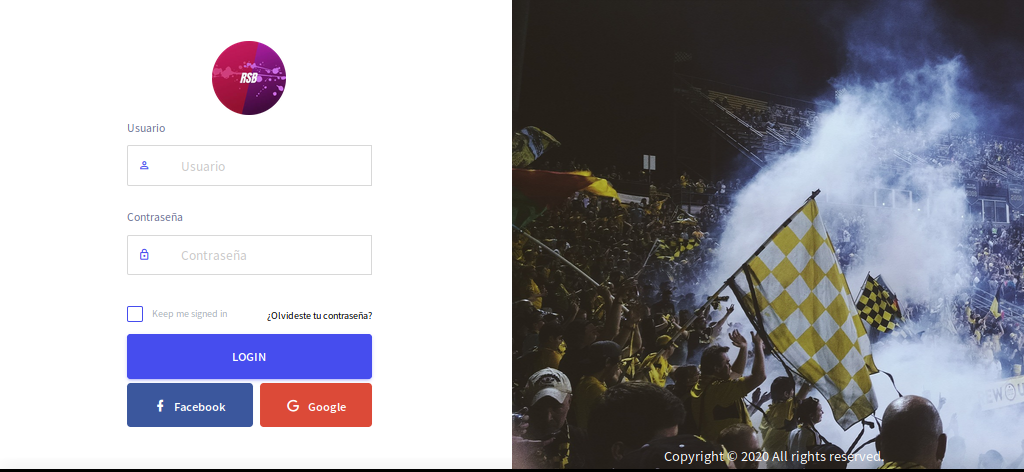 RSB
Usuario
Usuario
Contraseña
Contraseña
Keep me signed in
¿Olvideste tu contraseña?
LOGIN
Facebook
Google
Copyright © 2020 All rights reserved.